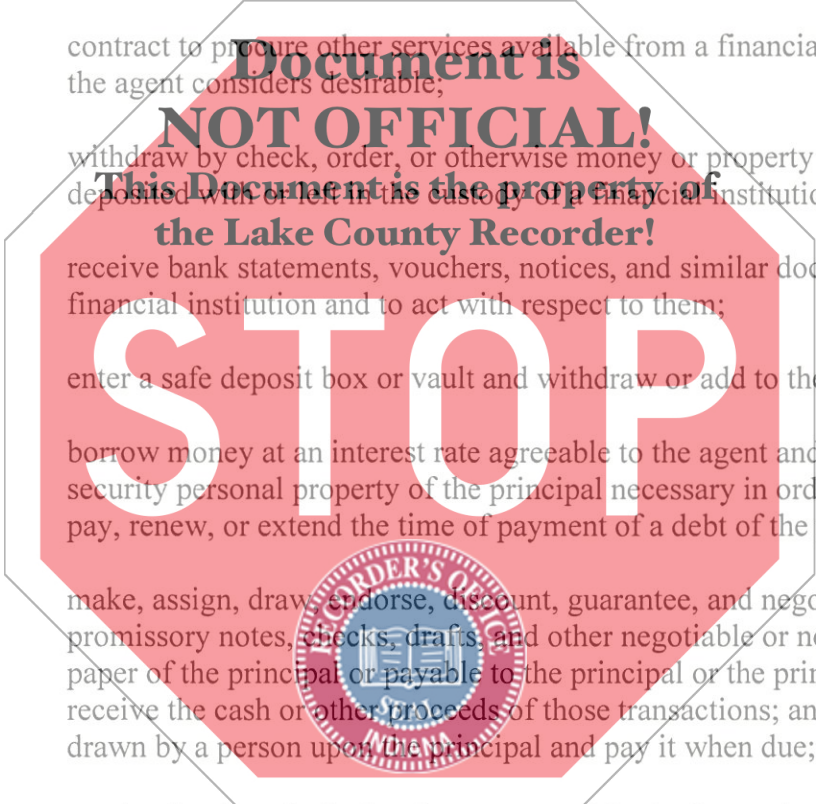 contract to procure other services available from a financia
Document is
the agent considers desirable;
NOT OFFICIAL!
withdraw by check, order, or otherwise money or property
This Document is the property of
deposited with or left in the custody of a financial institutio
the Lake County Recorder!
receive bank statements, vouchers, notices, and similar doc
financial institution and to act with respect to them;
STOP
enter a safe deposit box or vault and withdraw or add to the
borrow money at an interest rate agreeable to the agent and
security personal property of the principal necessary in ord
pay, renew, or extend the time of payment of a debt of the
RECORDER'S OFFICE
make, assign, draw, endorse, discount, guarantee, and nego
promissory notes, checks, drafts, and other negotiable or no
paper of the principal or payable to the principal or the prin
receive the cash or other proceeds of those transactions; an
SEAL
drawn by a person upon the principal and pay it when due;
INDIANA